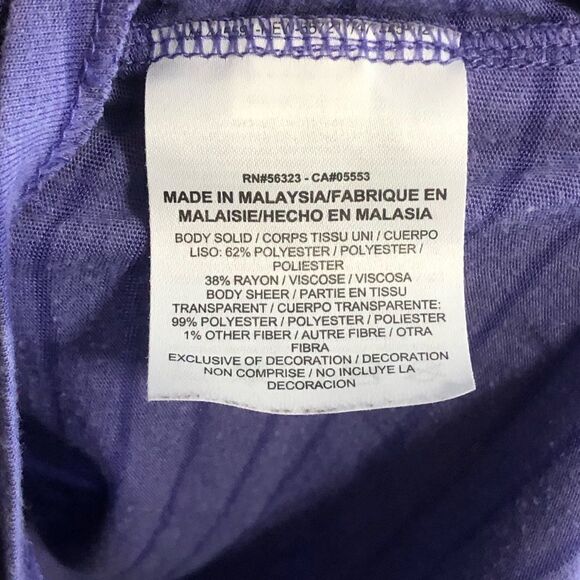 RN#56323 - CA#05553
MADE IN MALAYSIA/FABRIQUE EN
MALAISIE/HECHO EN MALASIA
BODY SOLID / CORPS TISSU UNI / CUERPO
LISO: 62% POLYESTER / POLYESTER /
POLIESTER
38% RAYON / VISCOSE / VISCOSA
BODY SHEER / PARTIE EN TISSU
TRANSPARENT / CUERPO TRANSPARENTE:
99% POLYESTER / POLYESTER / POLIESTER
1% OTHER FIBER / AUTRE FIBRE / OTRA
FIBRA
EXCLUSIVE OF DECORATION / DECORATION
NON COMPRISE / NO INCLUYE LA
DECORACION